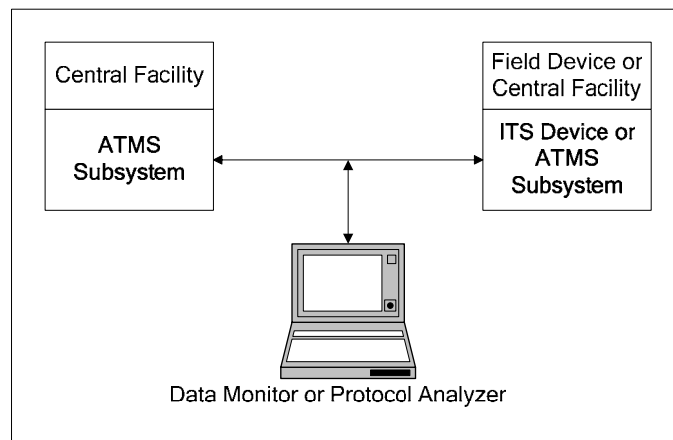 Central Facility
ATMS
Subsystem
Field Device or
Central Facility
ITS Device or
ATMS
Subsystem
Data Monitor or Protocol Analyzer